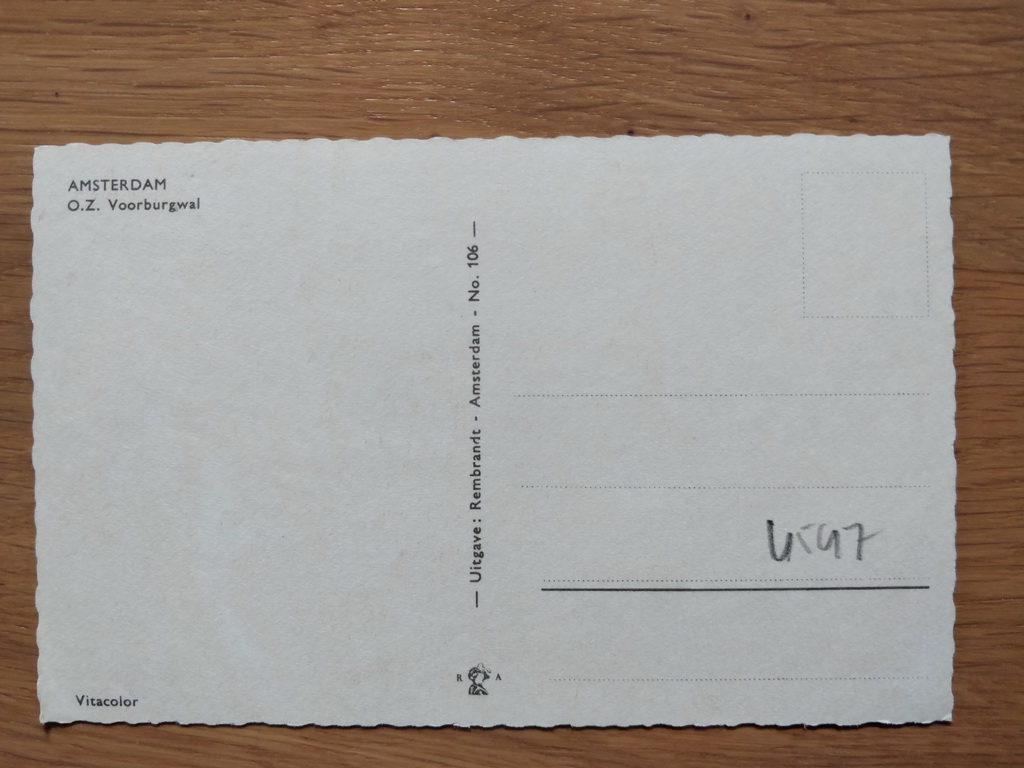 AMSTERDAM
O.Z. Voorburgwal
— Uitgave: Rembrandt - Amsterdam - No. 106 —
R A
Vitacolor